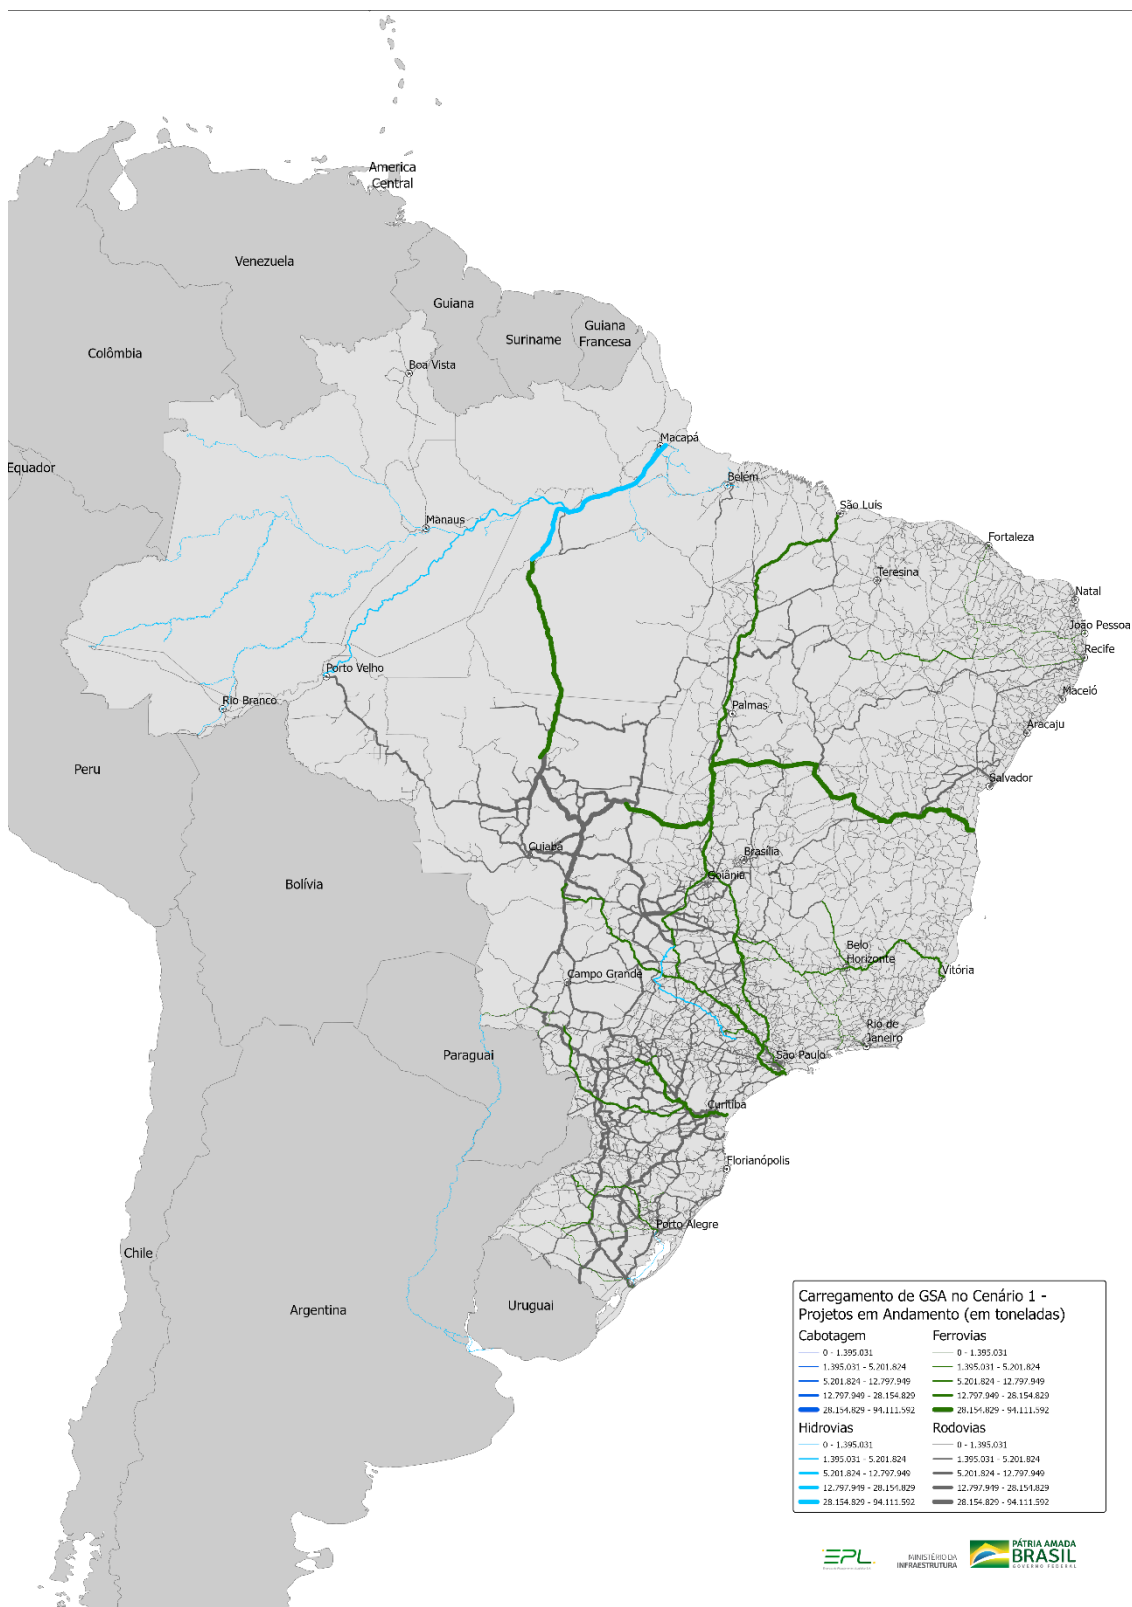 America
Central
Venezuela
Guiana
Suriname
Guiana
Francesa
Colômbia
Boa Vista
Macapá
Equador
Belém
São Luis
Manaus
Fortaleza
Teresina
Natal
João Pessoa
Recife
Porto Velho
Rio Branco
Maceió
Palmas
Aracaju
Peru
Salvador
Cuiabá
Brasília
Goiânia
Bolívia
Belo
Horizonte
Campo Grande
Vitória
Rio de
Janeiro
Paraguai
São Paulo
Curitiba
Florianópolis
Porto Alegre
Chile
Argentina
Uruguai
Carregamento de GSA no Cenário 1 -
Projetos em Andamento (em toneladas)
Cabotagem
0 - 1.395.031
1.395.031 - 5.201.824
5.201.824 - 12.797.949
12.797.949 - 28.154.829
28.154.829 - 94.111.592
Ferrovias
0 - 1.395.031
1.395.031 - 5.201.824
5.201.824 - 12.797.949
12.797.949 - 28.154.829
28.154.829 - 94.111.592
Hidrovias
0 - 1.395.031
1.395.031 - 5.201.824
5.201.824 - 12.797.949
12.797.949 - 28.154.829
28.154.829 - 94.111.592
Rodovias
0 - 1.395.031
1.395.031 - 5.201.824
5.201.824 - 12.797.949
12.797.949 - 28.154.829
28.154.829 - 94.111.592
EPL
MINISTÉRIO DA
INFRAESTRUTURA
PÁTRIA AMADA
BRASIL
GOVERNO FEDERAL